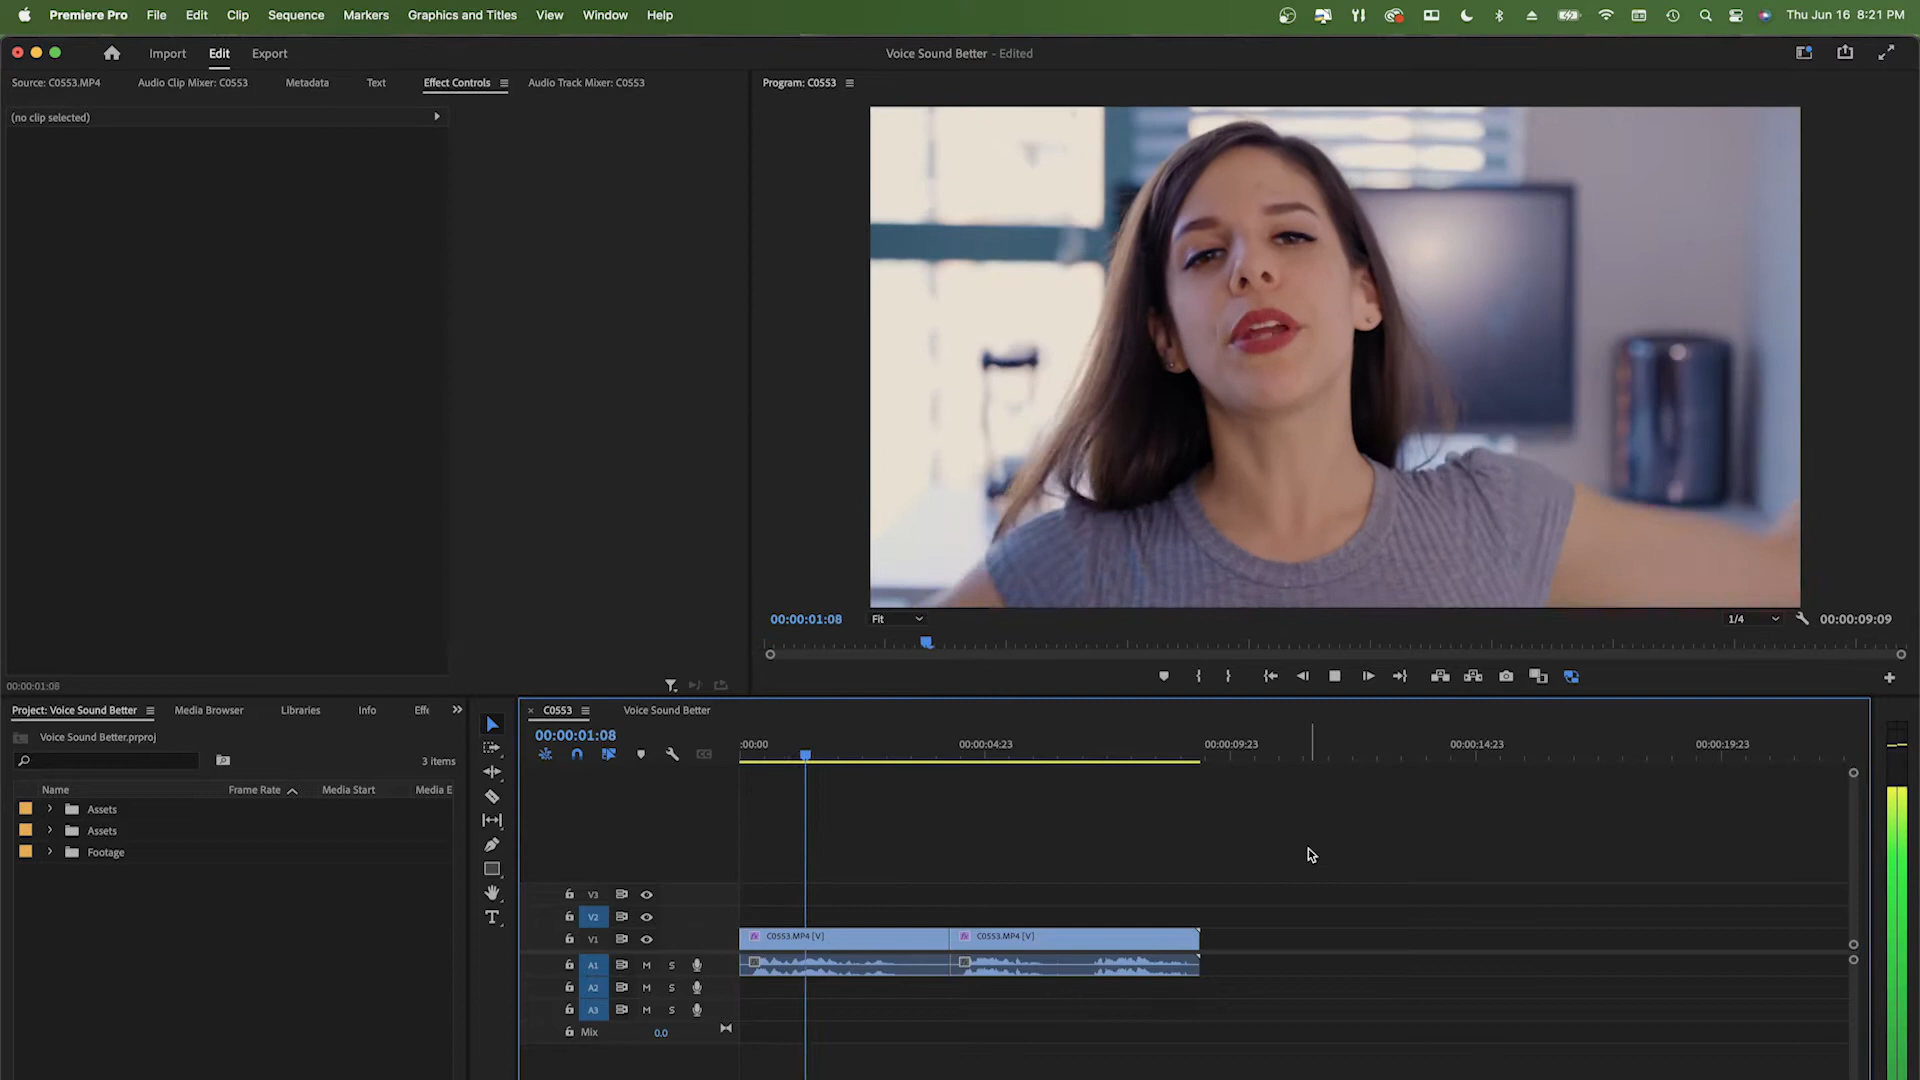 Premiere Pro File Edit Clip Sequence Markers Graphics and Titles View Window Help Thu Jun 16 8:21 PM
Import Edit Export Voice Sound Better - Edited
Source: C0553.MP4 Audio Clip Mixer: C0553 Metadata Text Effect Controls Audio Track Mixer: C0553 Program: C0553
(no clip selected)
00:00:01:08 Fit 1/4 00:00:09:09
00:00:01:08
Project: Voice Sound Better Media Browser Libraries Info Effe C0553 Voice Sound Better
Voice Sound Better.prproj 00:00:01:08
:00:00 00:00:04:23 00:00:09:23 00:00:14:23 00:00:19:23
3 items
Name Frame Rate Media Start Media E
Assets
Assets
Footage
V3
V2
V1 C0553.MP4 [V] C0553.MP4 [V]
A1 M S
A2 M S
A3 M S
Mix 0.0